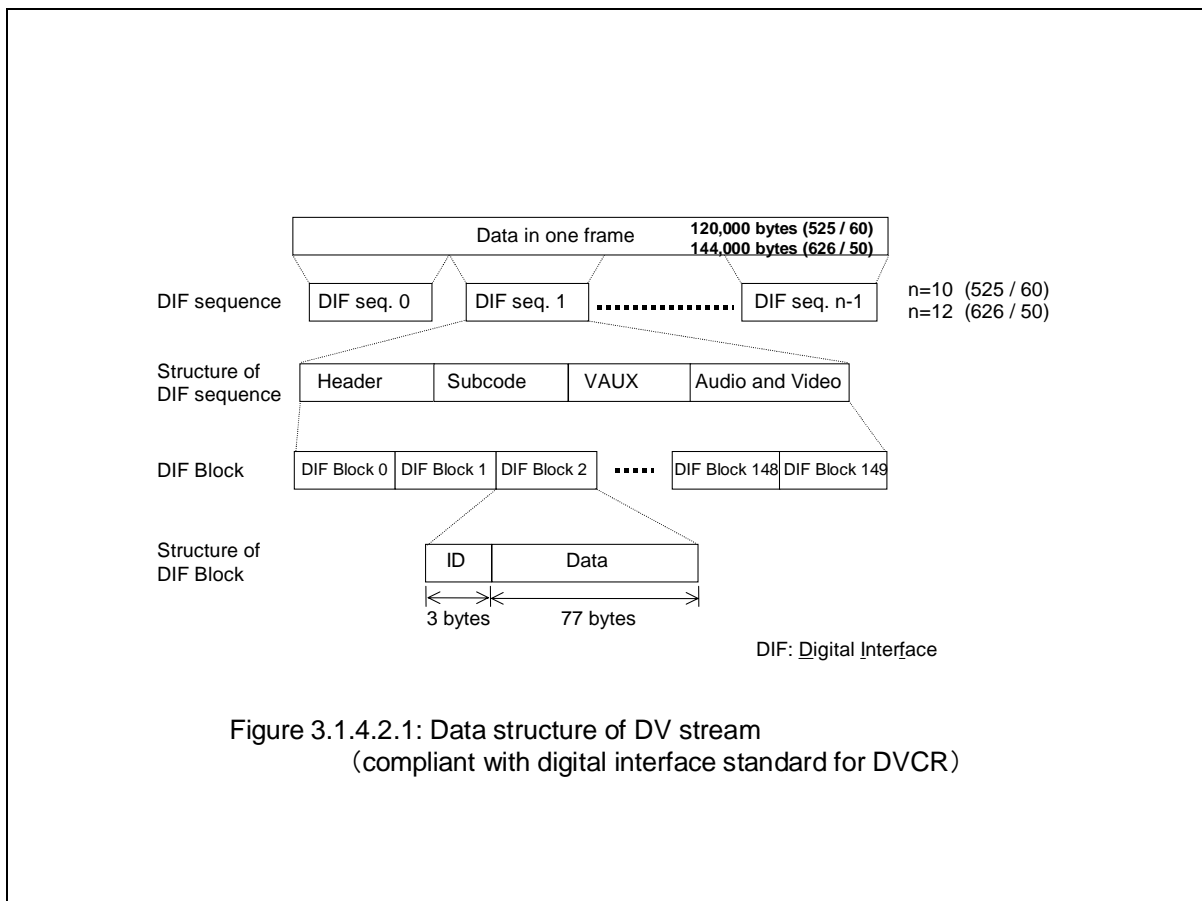 Data in one frame
120,000 bytes (525 / 60)
144,000 bytes (626 / 50)
DIF sequence
DIF seq. 0
DIF seq. 1
DIF seq. n-1
n=10 (525 / 60)
n=12 (626 / 50)
Structure of
DIF sequence
Header
Subcode
VAUX
Audio and Video
DIF Block
DIF Block 0
DIF Block 1
DIF Block 2
DIF Block 148
DIF Block 149
Structure of
DIF Block
ID
Data
3 bytes
77 bytes
DIF: Digital Interface
Figure 3.1.4.2.1: Data structure of DV stream
（compliant with digital interface standard for DVCR）